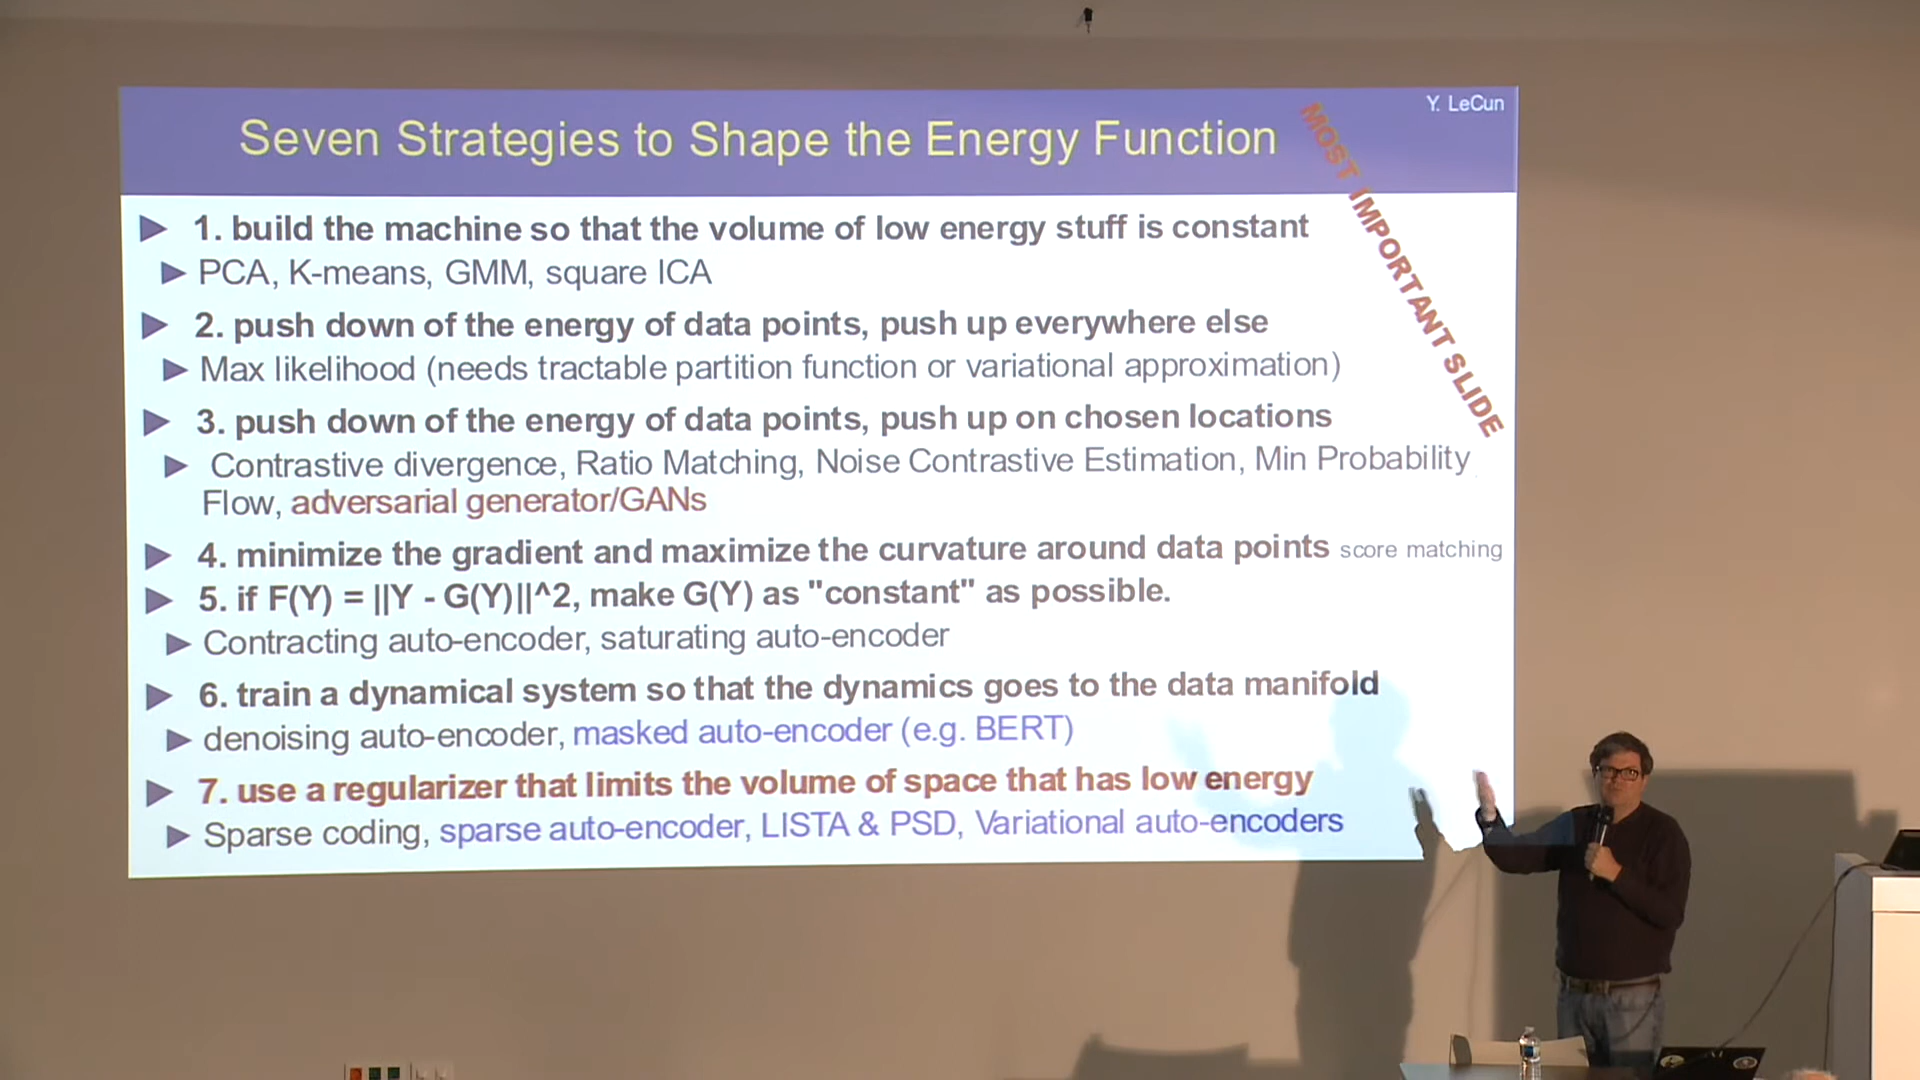 Y. LeCun
Seven Strategies to Shape the Energy Function
MOST IMPORTANT SLIDE
1. build the machine so that the volume of low energy stuff is constant
PCA, K-means, GMM, square ICA
2. push down of the energy of data points, push up everywhere else
Max likelihood (needs tractable partition function or variational approximation)
3. push down of the energy of data points, push up on chosen locations
Contrastive divergence, Ratio Matching, Noise Contrastive Estimation, Min Probability
Flow, adversarial generator/GANs
4. minimize the gradient and maximize the curvature around data points score matching
5. if F(Y) = ||Y - G(Y)||^2, make G(Y) as "constant" as possible.
Contracting auto-encoder, saturating auto-encoder
6. train a dynamical system so that the dynamics goes to the data manifold
denoising auto-encoder, masked auto-encoder (e.g. BERT)
7. use a regularizer that limits the volume of space that has low energy
Sparse coding, sparse auto-encoder, LISTA & PSD, Variational auto-encoders